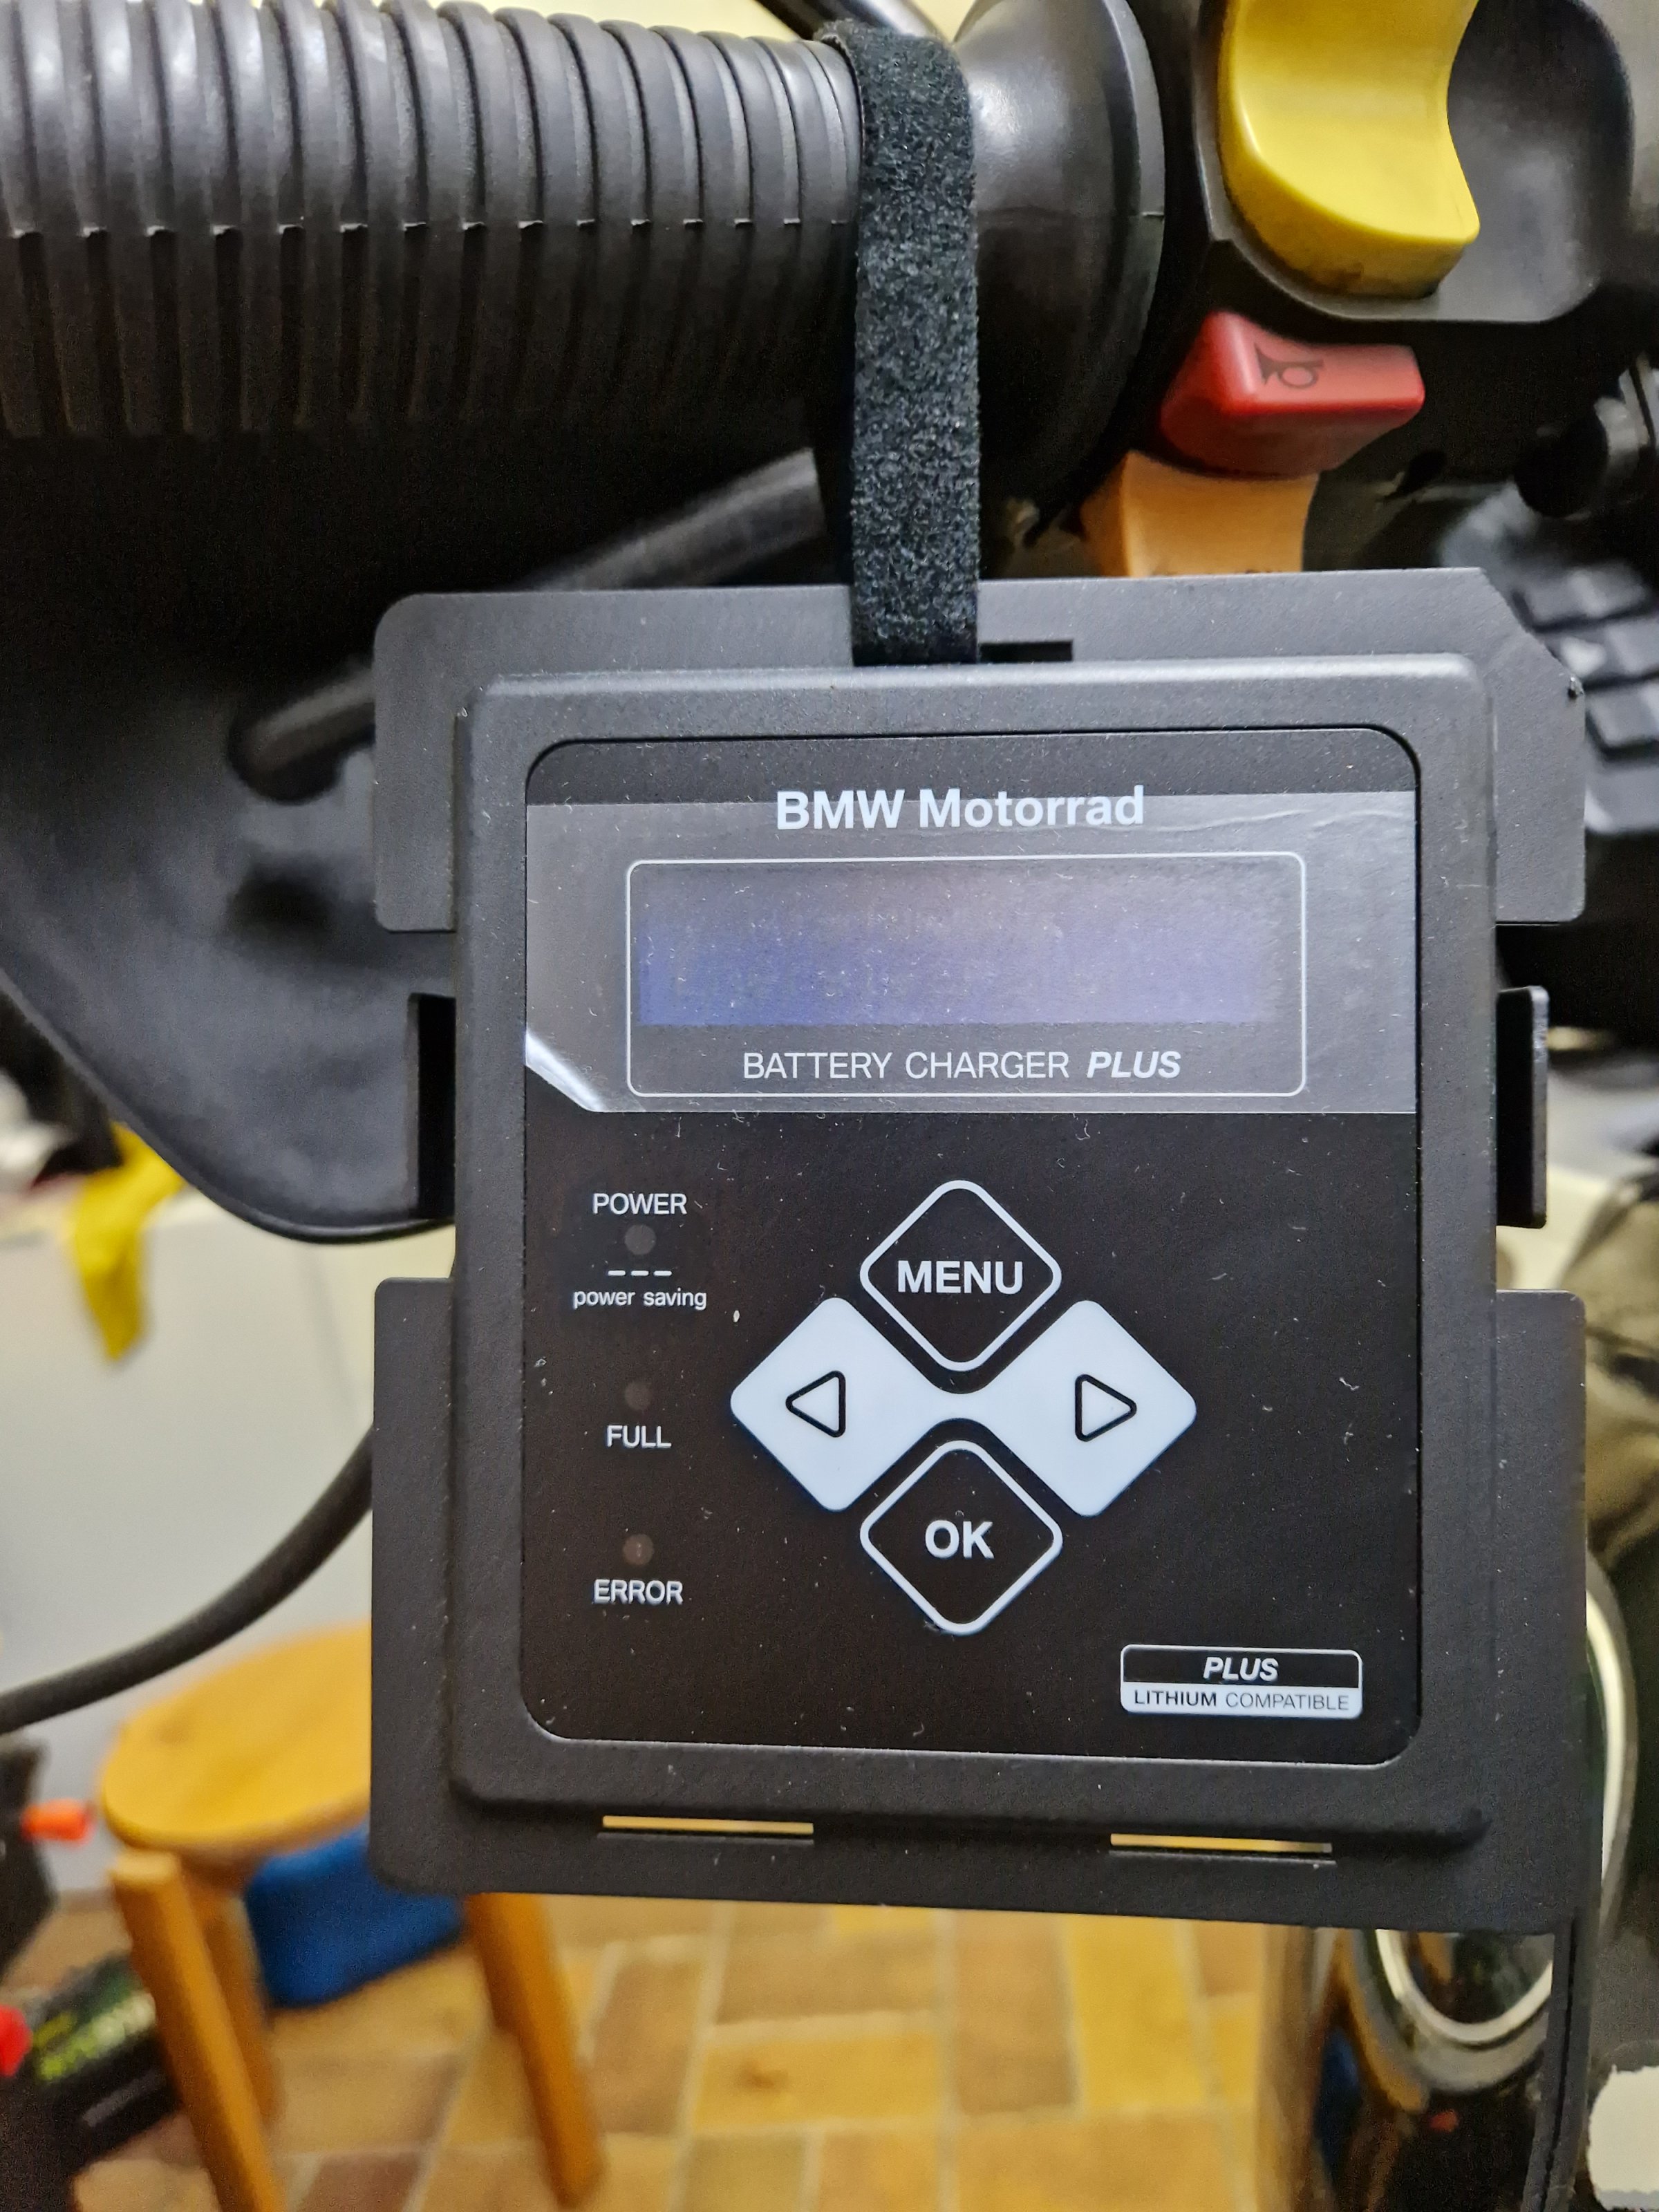 BMW Motorrad
BATTERY CHARGER PLUS
POWER
power saving
MENU
FULL
OK
ERROR
PLUS
LITHIUM COMPATIBLE